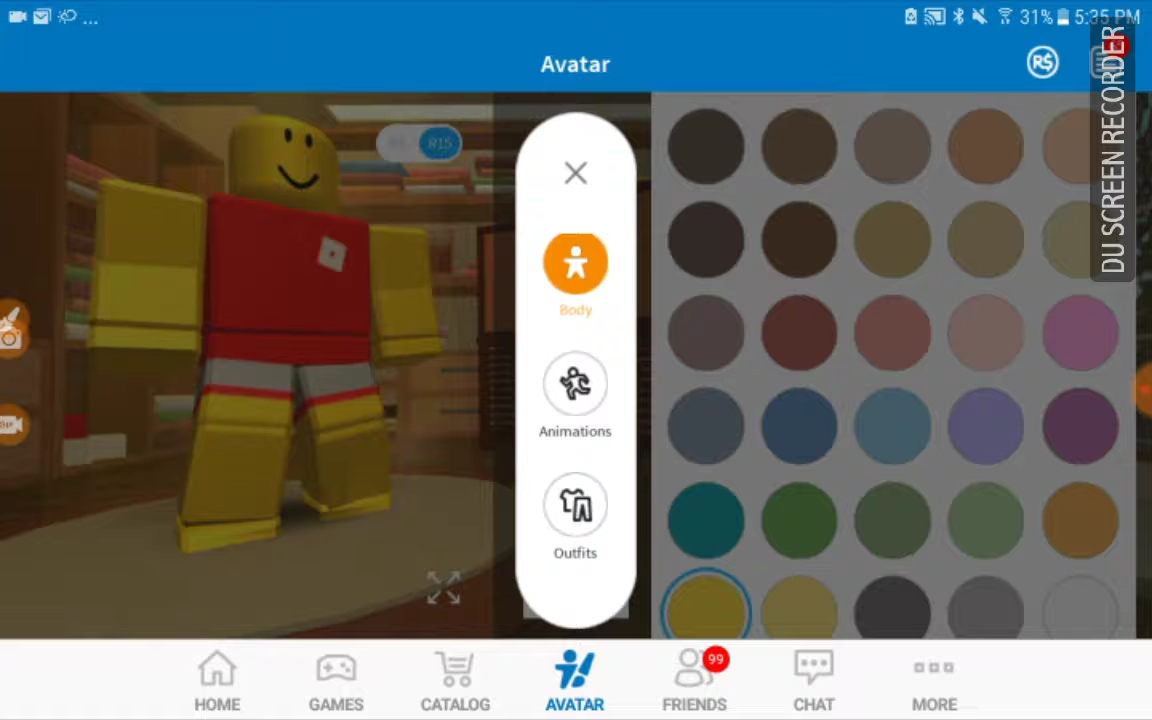 31% 5:35 PM
Avatar
R$
DU SCREEN RECORDER
R15
Body
Animations
Outfits
99
HOME
GAMES
CATALOG
AVATAR
FRIENDS
CHAT
MORE